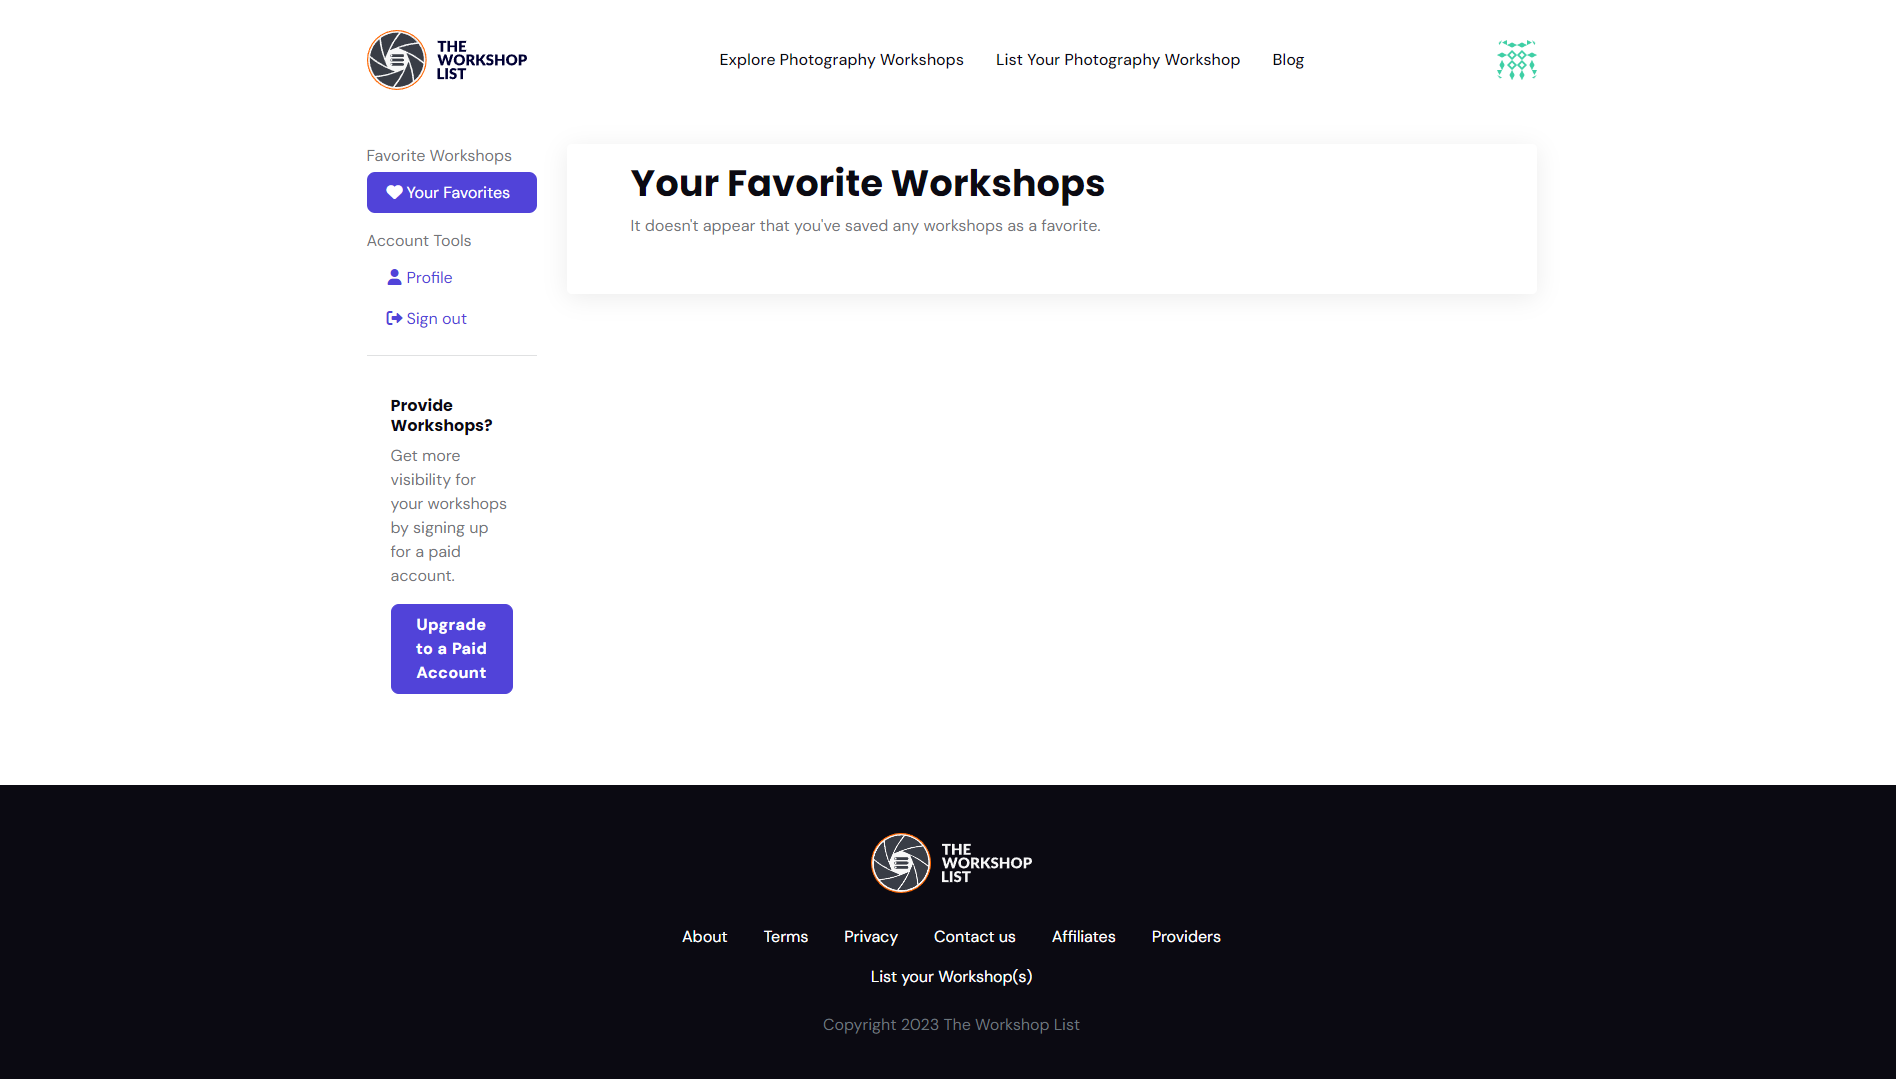 THE
WORKSHOP
LIST
Explore Photography Workshops
List Your Photography Workshop
Blog
Favorite Workshops
Your Favorites
Account Tools
Profile
Sign out
Provide
Workshops?
Get more
visibility for
your workshops
by signing up
for a paid
account.
Upgrade
to a Paid
Account
Your Favorite Workshops
It doesn't appear that you've saved any workshops as a favorite.
THE
WORKSHOP
LIST
About
Terms
Privacy
Contact us
Affiliates
Providers
List your Workshop(s)
Copyright 2023 The Workshop List